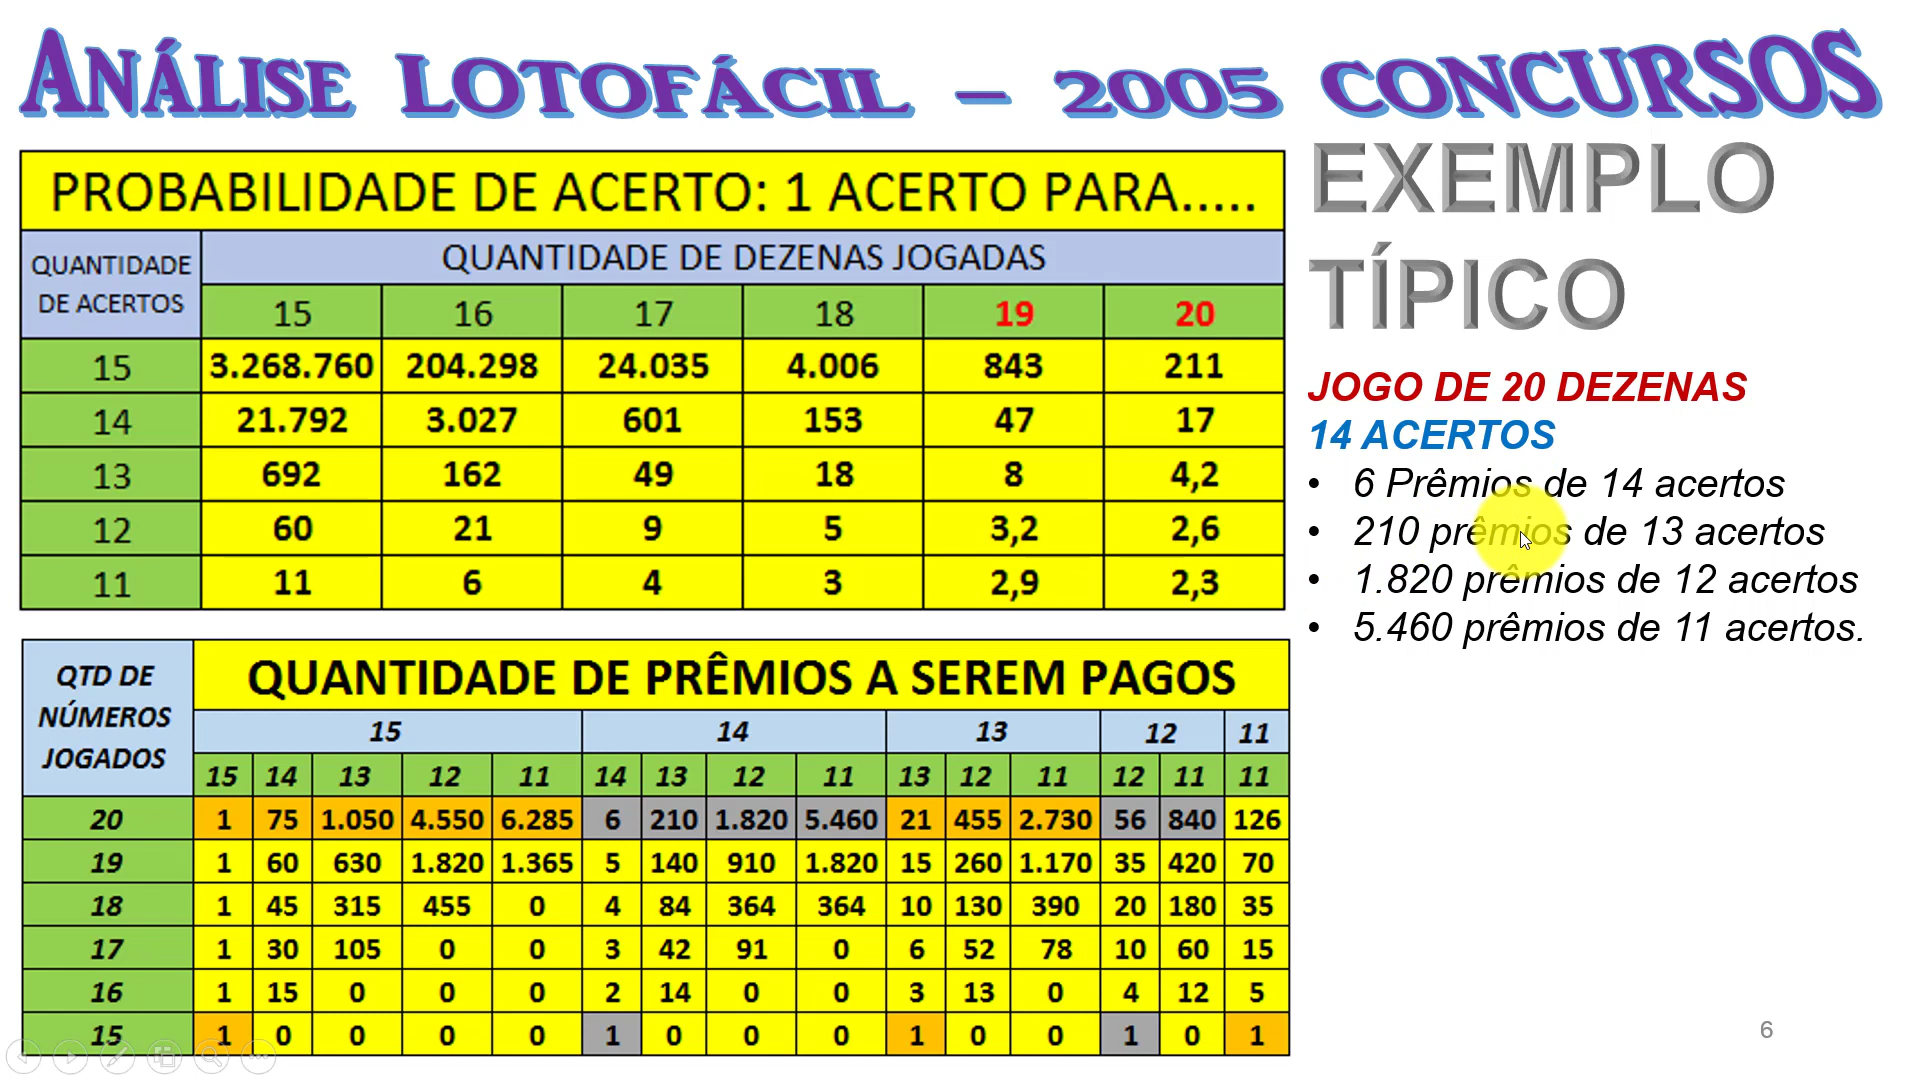 ANÁLISE LOTOFÁCIL – 2005 CONCURSOS
PROBABILIDADE DE ACERTO: 1 ACERTO PARA.....
QUANTIDADE DE ACERTOS QUANTIDADE DE DEZENAS JOGADAS
15 16 17 18 19 20
15 3.268.760 204.298 24.035 4.006 843 211
14 21.792 3.027 601 153 47 17
13 692 162 49 18 8 4,2
12 60 21 9 5 3,2 2,6
11 11 6 4 3 2,9 2,3
EXEMPLO
TÍPICO
JOGO DE 20 DEZENAS
14 ACERTOS
• 6 Prêmios de 14 acertos
• 210 prêmios de 13 acertos
• 1.820 prêmios de 12 acertos
• 5.460 prêmios de 11 acertos.
QTD DE NÚMEROS JOGADOS QUANTIDADE DE PRÊMIOS A SEREM PAGOS
15 14 13 12 11
15 14 13 12 11 14 13 12 11 13 12 11 12 11 11
20 1 75 1.050 4.550 6.285 6 210 1.820 5.460 21 455 2.730 56 840 126
19 1 60 630 1.820 1.365 5 140 910 1.820 15 260 1.170 35 420 70
18 1 45 315 455 0 4 84 364 364 10 130 390 20 180 35
17 1 30 105 0 0 3 42 91 0 6 52 78 10 60 15
16 1 15 0 0 0 2 14 0 0 3 13 0 4 12 5
15 1 0 0 0 0 1 0 0 0 1 0 0 1 0 1
6